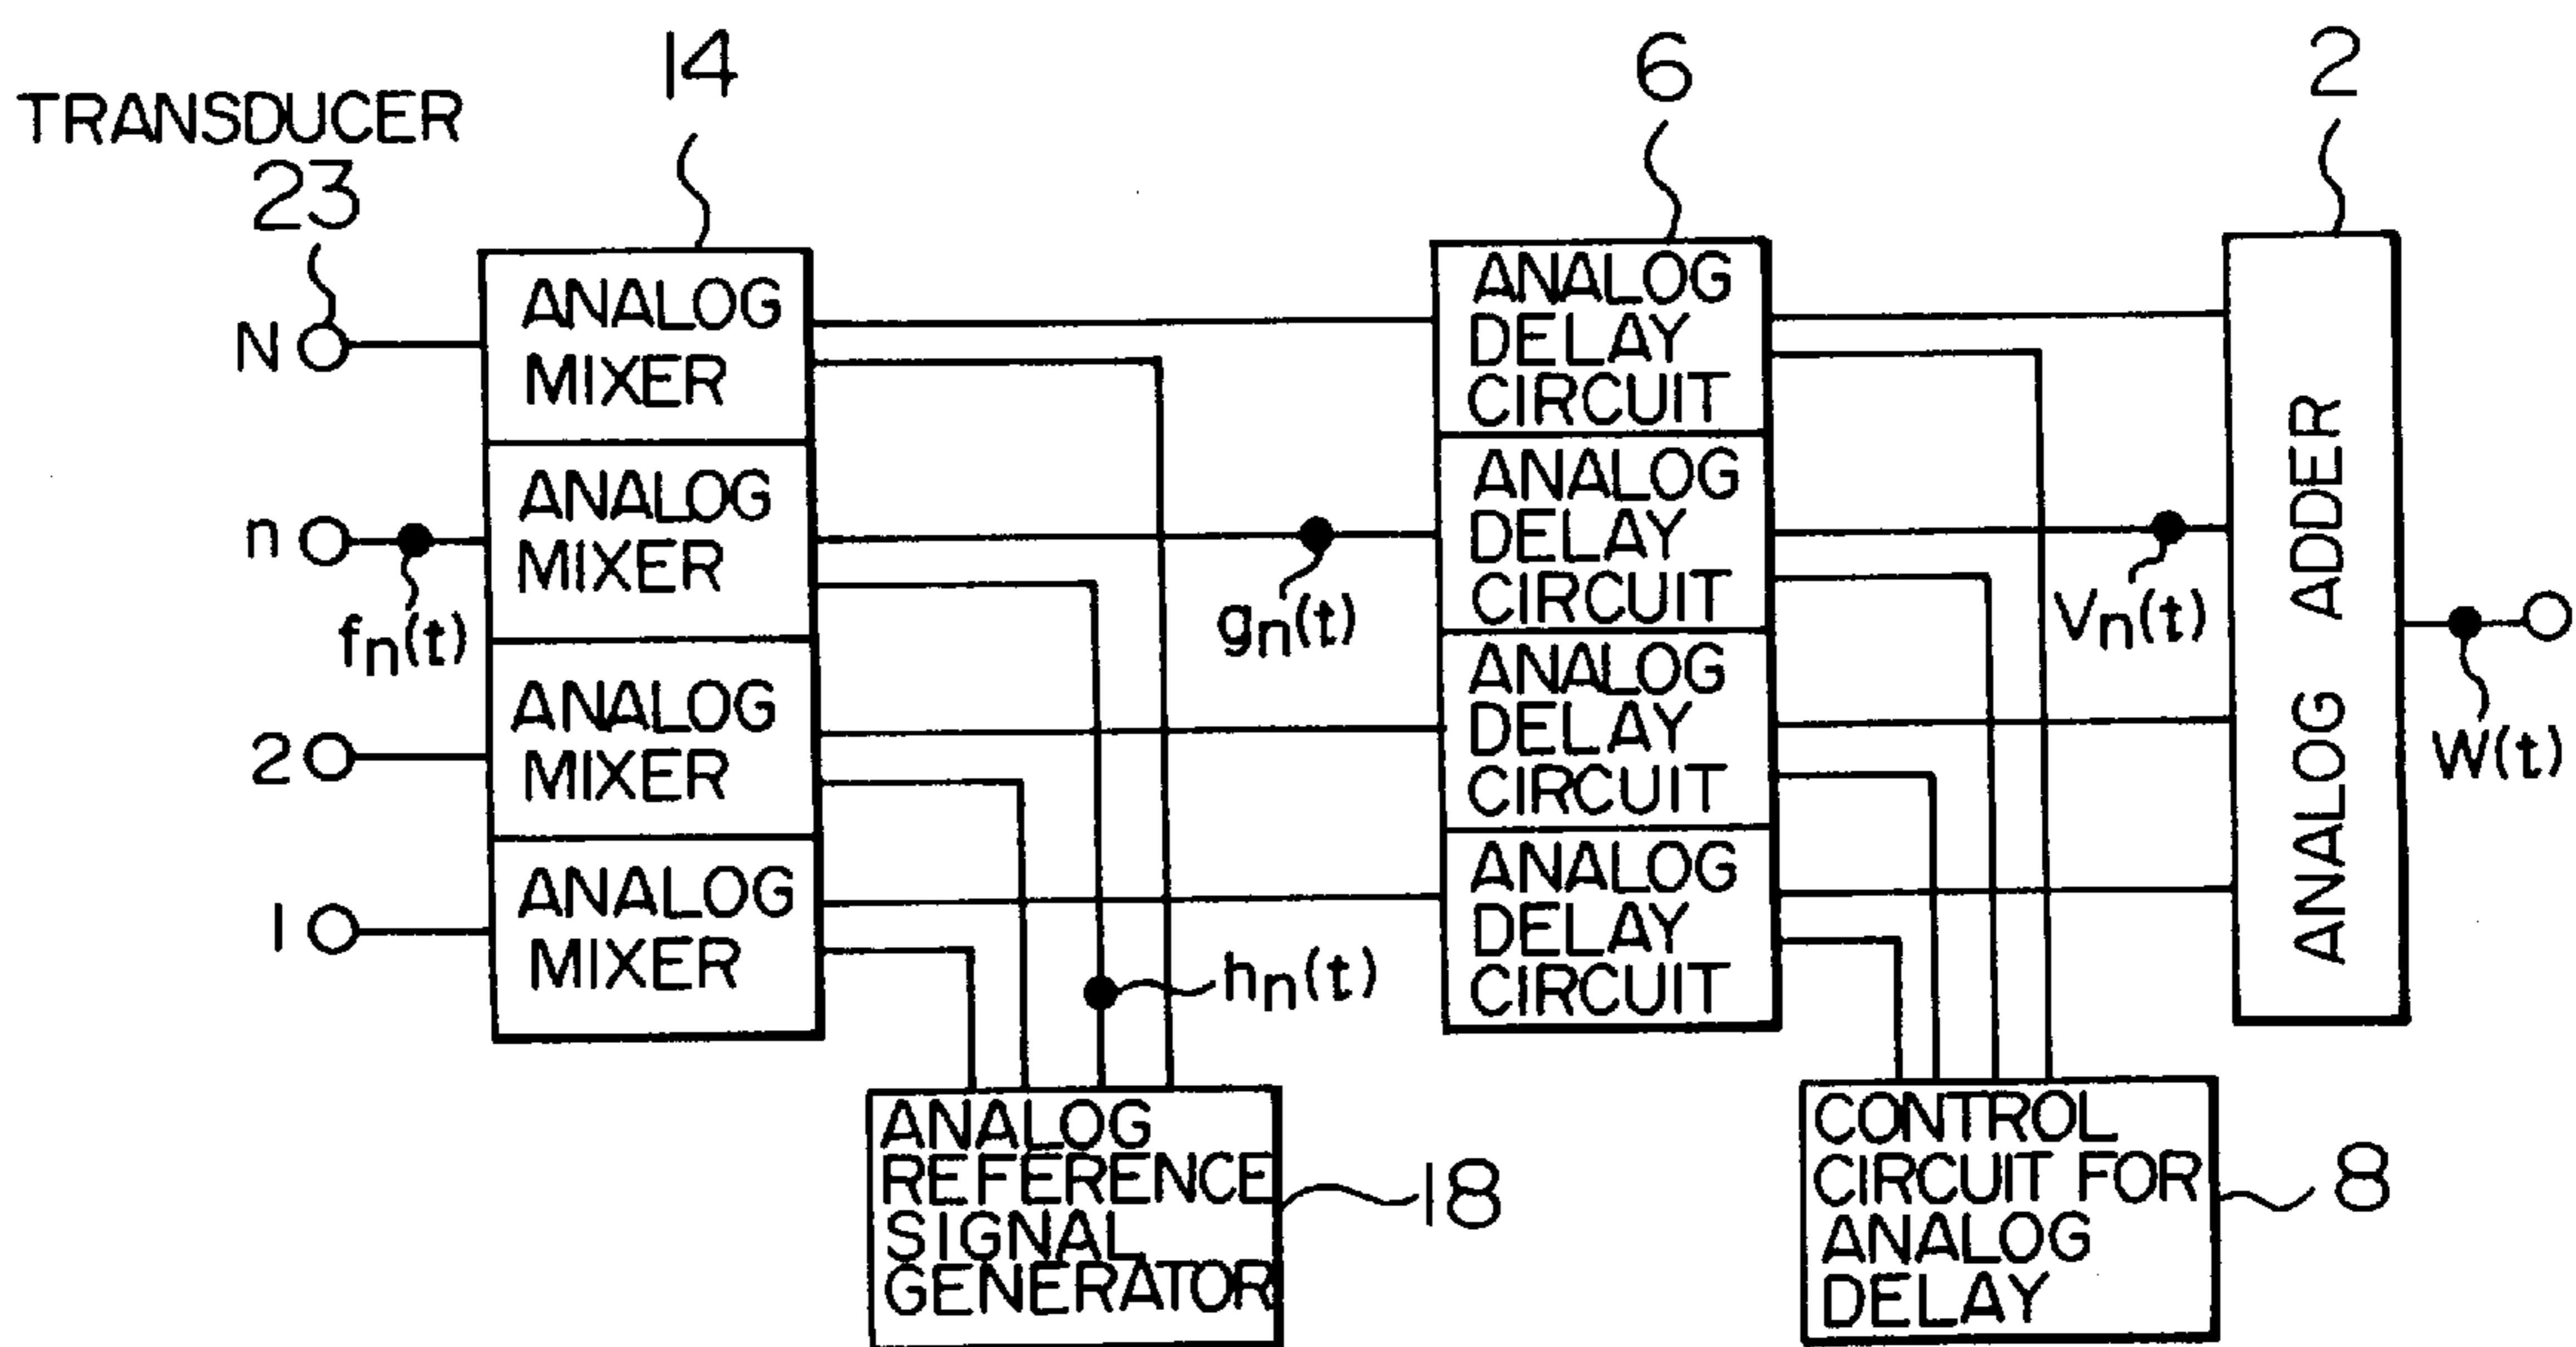 TRANSDUCER
23
14
6
2
N
n
2
1
ANALOG
MIXER
ANALOG
MIXER
ANALOG
MIXER
ANALOG
MIXER
fn(t)
gn(t)
hn(t)
ANALOG
DELAY
CIRCUIT
ANALOG
DELAY
CIRCUIT
ANALOG
DELAY
CIRCUIT
ANALOG
DELAY
CIRCUIT
Vn(t)
ANALOG ADDER
W(t)
ANALOG
REFERENCE
SIGNAL
GENERATOR
18
CONTROL
CIRCUIT FOR
ANALOG
DELAY
8